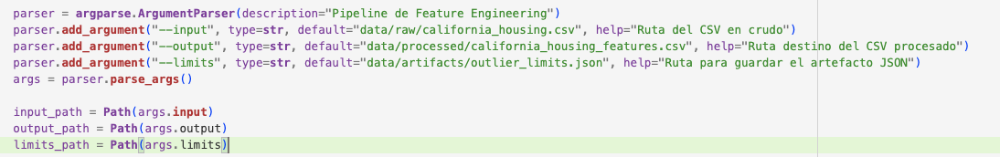 parser = argparse.ArgumentParser(description="Pipeline de Feature Engineering")
parser.add_argument("--input", type=str, default="data/raw/california_housing.csv", help="Ruta del CSV en crudo")
parser.add_argument("--output", type=str, default="data/processed/california_housing_features.csv", help="Ruta destino del CSV procesado")
parser.add_argument("--limits", type=str, default="data/artifacts/outlier_limits.json", help="Ruta para guardar el artefacto JSON")
args = parser.parse_args()
input_path = Path(args.input)
output_path = Path(args.output)
limits_path = Path(args.limits)